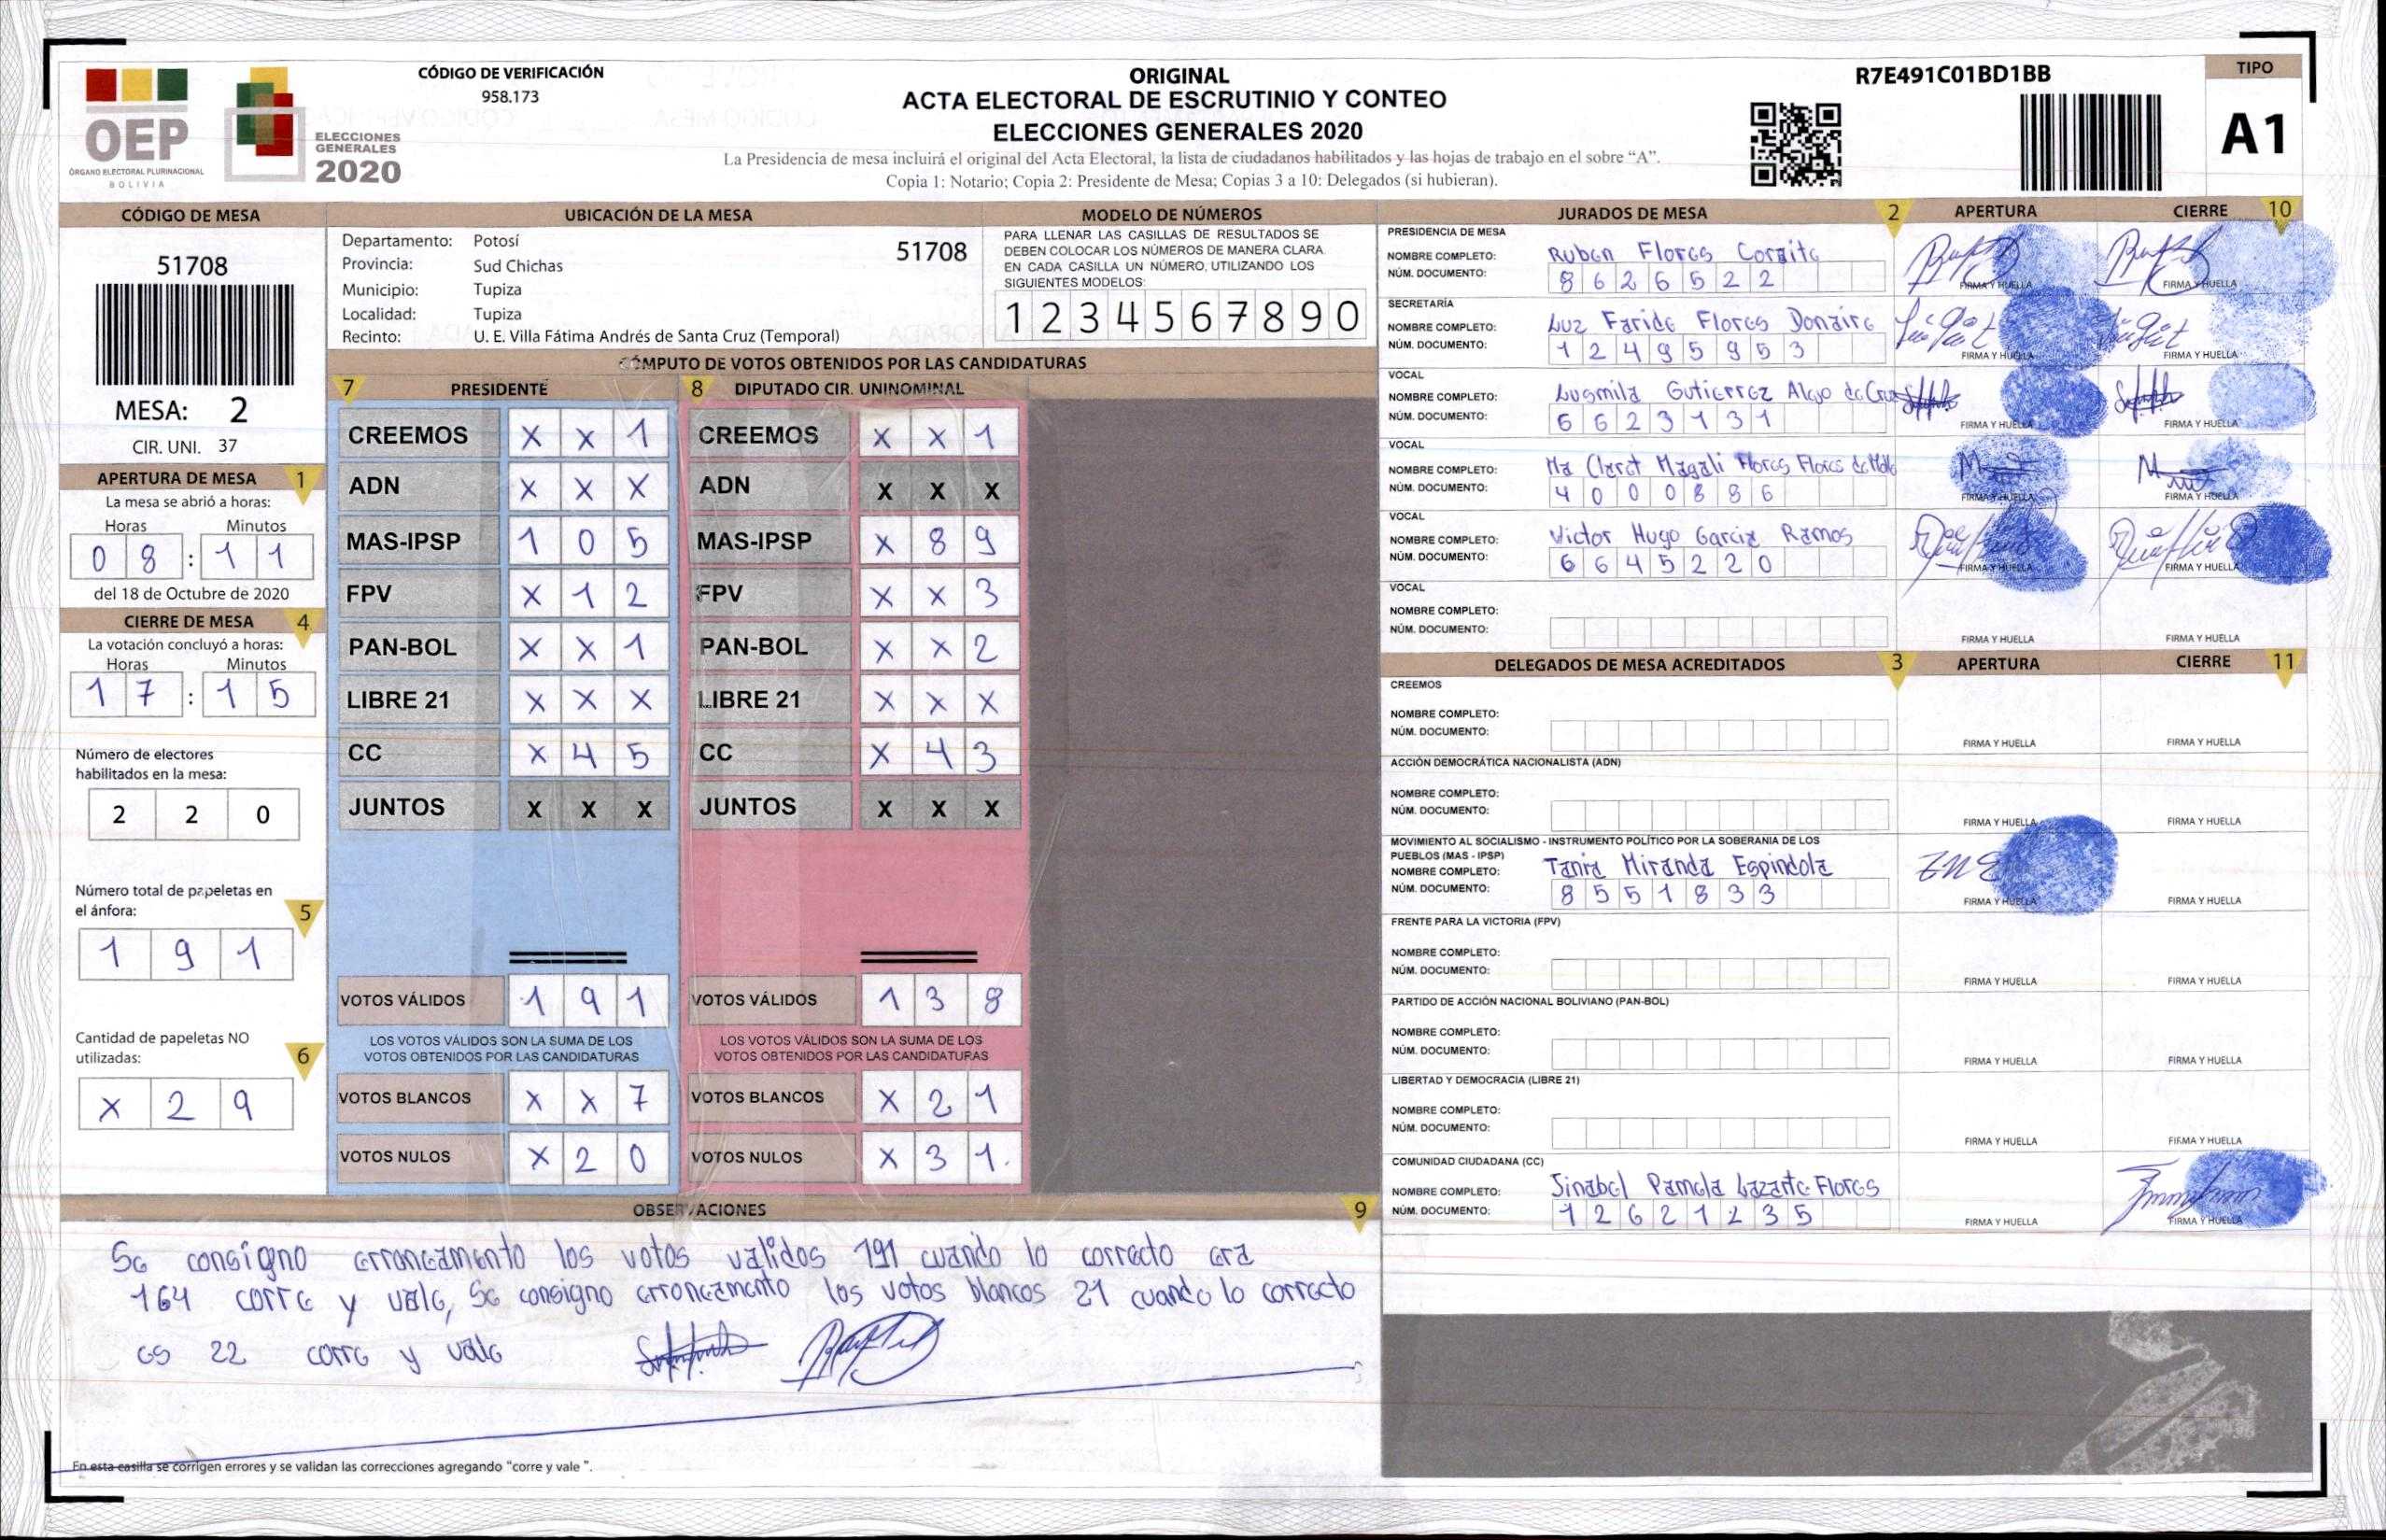 CÓDIGO DE VERIFICACIÓN
958.173
ORIGINAL
ACTA ELECTORAL DE ESCRUTINIO Y CONTEO
ELECCIONES GENERALES 2020
La Presidencia de mesa incluirá el original del Acta Electoral, la lista de ciudadanos habilitados y las hojas de trabajo en el sobre “A”.
Copia 1: Notario; Copia 2: Presidente de Mesa; Copias 3 a 10: Delegados (si hubieran).
R7E491C01BD1BB
TIPO
A1
OEP
ÓRGANO ELECTORAL PLURINACIONAL
BOLIVIA
ELECCIONES
GENERALES
2020
CÓDIGO DE MESA
51708
MESA: 2
CIR. UNI. 37
APERTURA DE MESA 1
La mesa se abrió a horas:
Horas Minutos
0 8 : 1 1
del 18 de Octubre de 2020
CIERRE DE MESA 4
La votación concluyó a horas:
Horas Minutos
1 7 : 1 5
Número de electores
habilitados en la mesa:
2 2 0
Número total de papeletas en
el ánfora: 5
1 9 1
Cantidad de papeletas NO
utilizadas: 6
X 2 9
UBICACIÓN DE LA MESA
Departamento: Potosí 51708
Provincia: Sud Chichas
Municipio: Tupiza
Localidad: Tupiza
Recinto: U. E. Villa Fátima Andrés de Santa Cruz (Temporal)
MODELO DE NÚMEROS
PARA LLENAR LAS CASILLAS DE RESULTADOS SE
DEBEN COLOCAR LOS NÚMEROS DE MANERA CLARA
EN CADA CASILLA UN NÚMERO, UTILIZANDO LOS
SIGUIENTES MODELOS:
1 2 3 4 5 6 7 8 9 0
CÓMPUTO DE VOTOS OBTENIDOS POR LAS CANDIDATURAS
7 PRESIDENTE 8 DIPUTADO CIR. UNINOMINAL
CREEMOS X X 1 CREEMOS X X 1
ADN X X X ADN X X X
MAS-IPSP 1 0 5 MAS-IPSP X 8 9
FPV X 1 2 FPV X X 3
PAN-BOL X X 1 PAN-BOL X X 2
LIBRE 21 X X X LIBRE 21 X X X
CC X 4 5 CC X 4 3
JUNTOS X X X JUNTOS X X X
VOTOS VÁLIDOS 1 9 1 VOTOS VÁLIDOS 1 3 8
LOS VOTOS VÁLIDOS SON LA SUMA DE LOS LOS VOTOS VÁLIDOS SON LA SUMA DE LOS
VOTOS OBTENIDOS POR LAS CANDIDATURAS VOTOS OBTENIDOS POR LAS CANDIDATURAS
VOTOS BLANCOS X X 7 VOTOS BLANCOS X 2 1
VOTOS NULOS X 2 0 VOTOS NULOS X 3 1
OBSERVACIONES 9
Se consigno erroneamente los votos validos 191 cuando lo correcto era
164 corre y vale, Se consigno erroneamente los votos blancos 21 cuando lo correcto
es 22 corre y vale
En esta casilla se corrigen errores y se validan las correcciones agregando “corre y vale ”.
JURADOS DE MESA 2 APERTURA CIERRE 10
PRESIDENCIA DE MESA
NOMBRE COMPLETO: Ruben Flores
NÚM. DOCUMENTO: 8 6 2 6 5 2 2
FIRMA Y HUELLA FIRMA Y HUELLA
SECRETARÍA
NOMBRE COMPLETO: Luz Faride Flores Donaire
NÚM. DOCUMENTO: 1 2 4 9 5 9 5 3
FIRMA Y HUELLA FIRMA Y HUELLA
VOCAL
NOMBRE COMPLETO: Lusmila Gutierrez
NÚM. DOCUMENTO: 6 6 2 3 1 3 1
FIRMA Y HUELLA FIRMA Y HUELLA
VOCAL
NOMBRE COMPLETO: Ma Claret Magali Flores Flores de
NÚM. DOCUMENTO: 4 0 0 0 8 8 6
FIRMA Y HUELLA FIRMA Y HUELLA
VOCAL
NOMBRE COMPLETO: Victor Hugo Garcia Ramos
NÚM. DOCUMENTO: 6 6 4 5 2 2 0
FIRMA Y HUELLA FIRMA Y HUELLA
VOCAL
NOMBRE COMPLETO:
NÚM. DOCUMENTO:
FIRMA Y HUELLA FIRMA Y HUELLA
DELEGADOS DE MESA ACREDITADOS 3 APERTURA CIERRE 11
CREEMOS
NOMBRE COMPLETO:
NÚM. DOCUMENTO:
FIRMA Y HUELLA FIRMA Y HUELLA
ACCIÓN DEMOCRÁTICA NACIONALISTA (ADN)
NOMBRE COMPLETO:
NÚM. DOCUMENTO:
FIRMA Y HUELLA FIRMA Y HUELLA
MOVIMIENTO AL SOCIALISMO - INSTRUMENTO POLÍTICO POR LA SOBERANIA DE LOS
PUEBLOS (MAS - IPSP)
NOMBRE COMPLETO: Tania Miranda Espindola
NÚM. DOCUMENTO: 8 5 5 1 8 3 3
FIRMA Y HUELLA FIRMA Y HUELLA
FRENTE PARA LA VICTORIA (FPV)
NOMBRE COMPLETO:
NÚM. DOCUMENTO:
FIRMA Y HUELLA FIRMA Y HUELLA
PARTIDO DE ACCIÓN NACIONAL BOLIVIANO (PAN-BOL)
NOMBRE COMPLETO:
NÚM. DOCUMENTO:
FIRMA Y HUELLA FIRMA Y HUELLA
LIBERTAD Y DEMOCRACIA (LIBRE 21)
NOMBRE COMPLETO:
NÚM. DOCUMENTO:
FIRMA Y HUELLA FIRMA Y HUELLA
COMUNIDAD CIUDADANA (CC)
NOMBRE COMPLETO: Jinabel Pamela Lazarte Flores
NÚM. DOCUMENTO: 1 2 6 2 1 2 3 5
FIRMA Y HUELLA FIRMA Y HUELLA